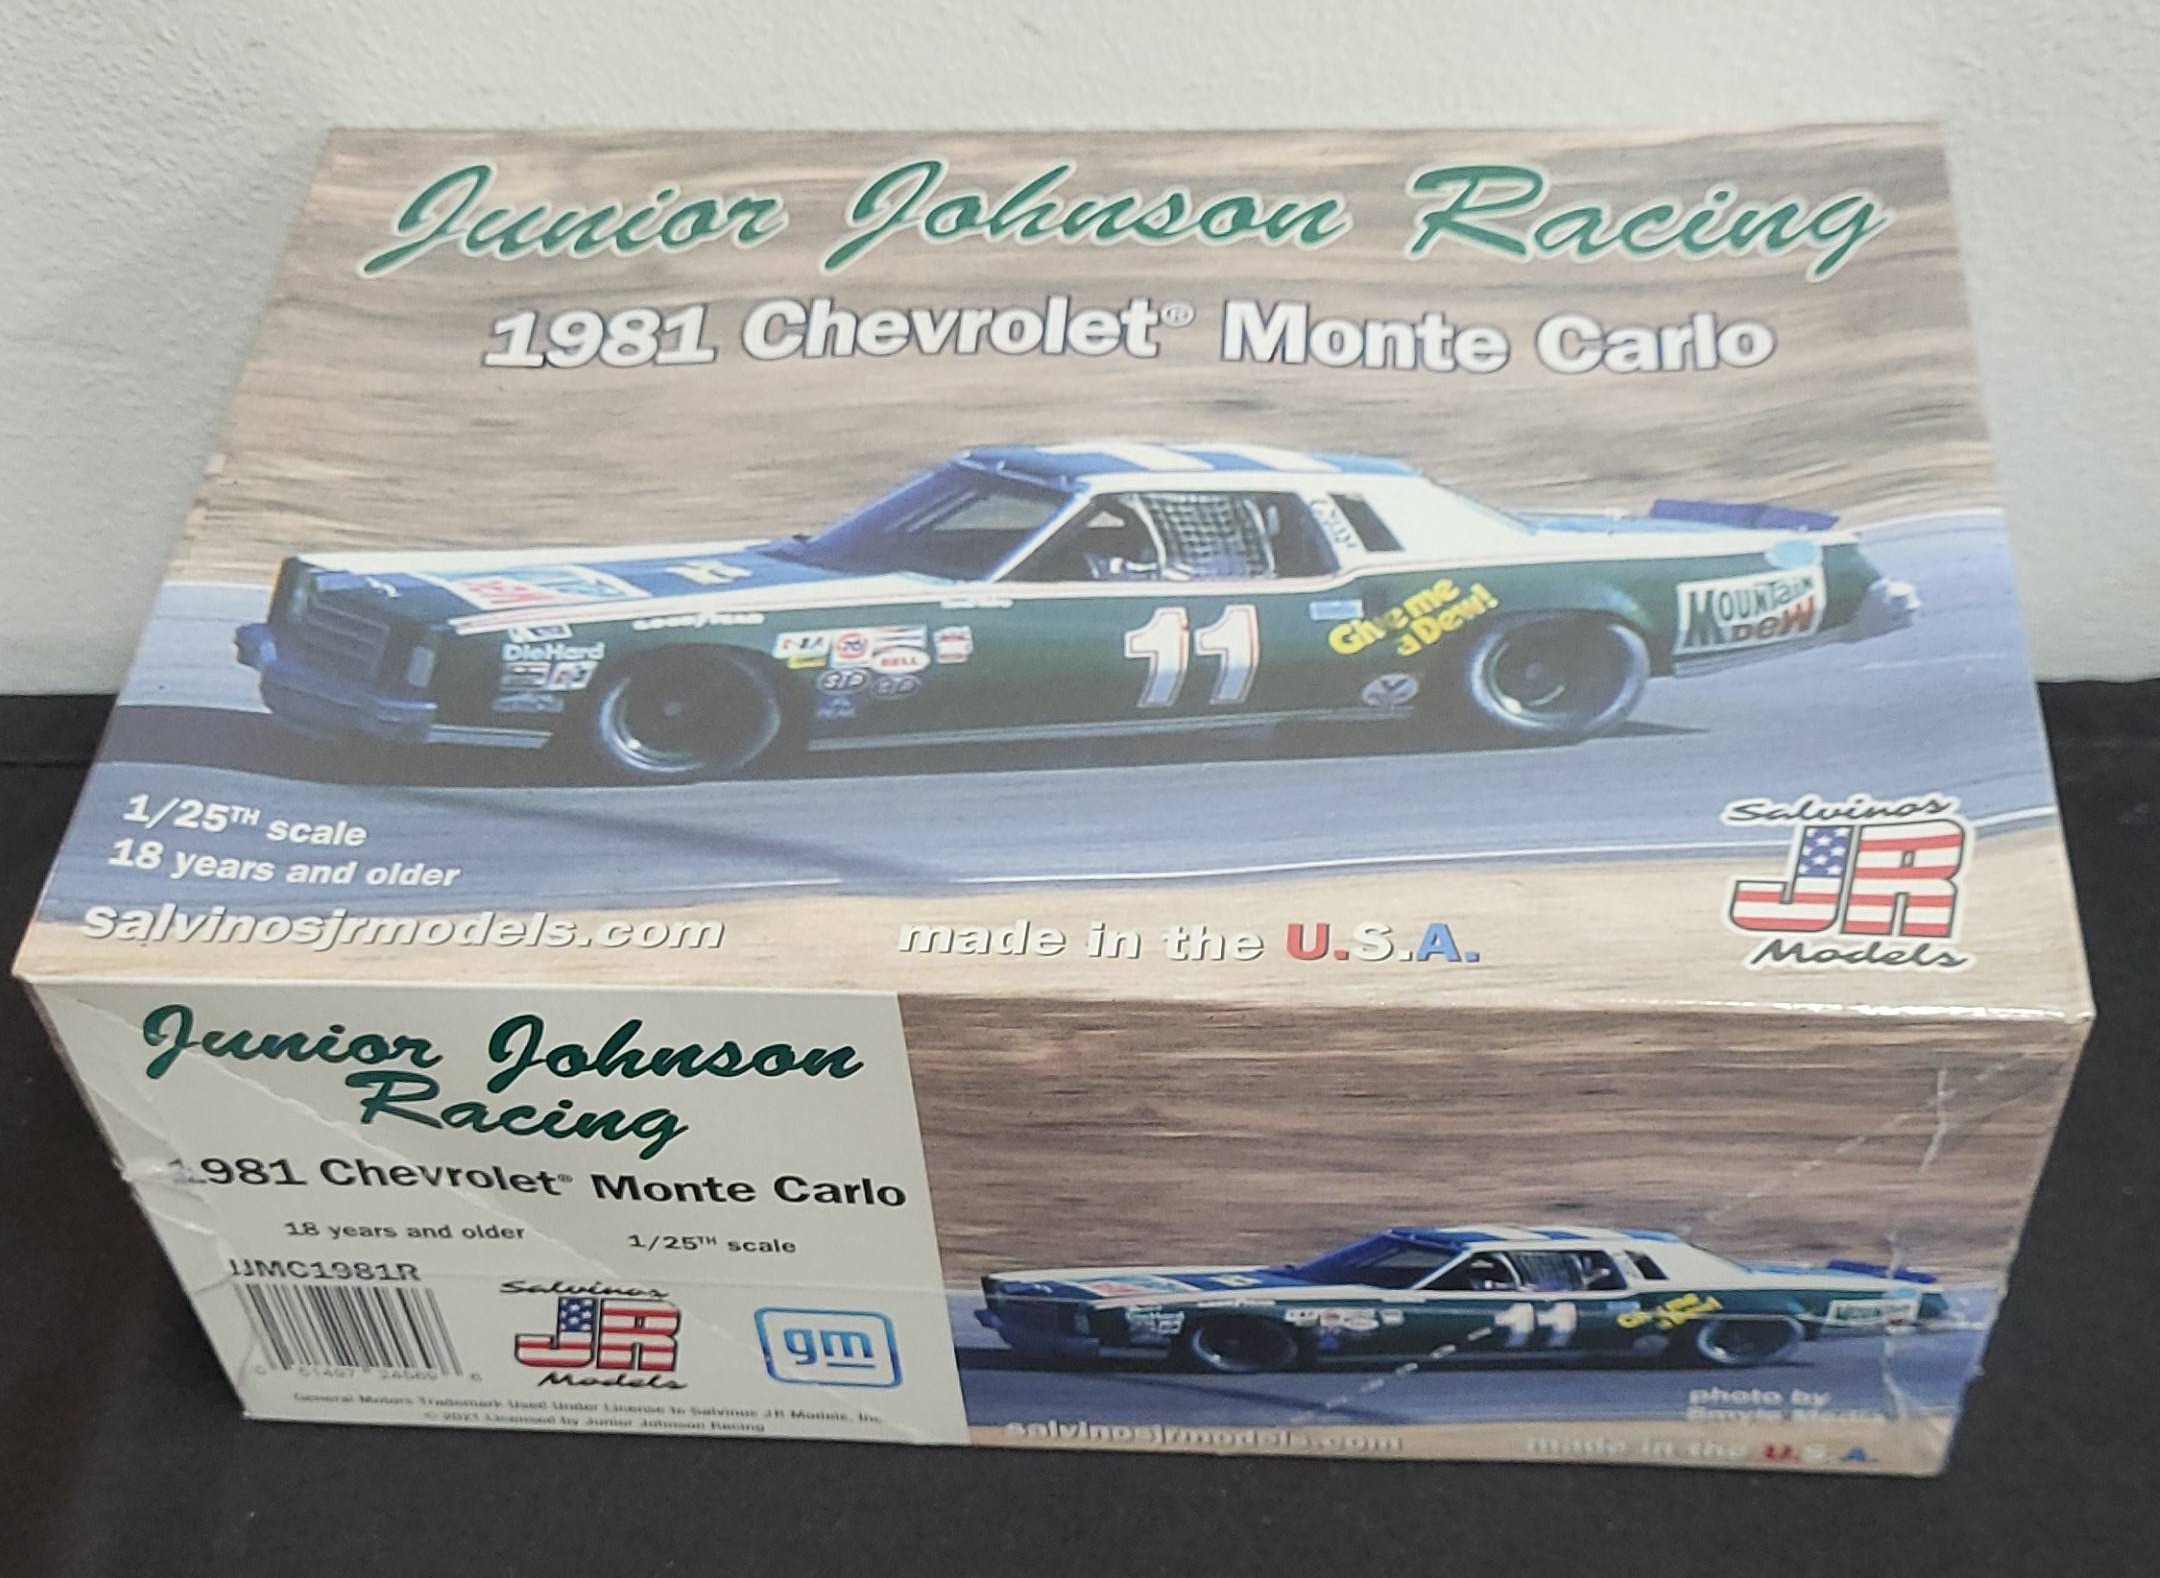 Junior Johnson Racing
1981 Chevrolet® Monte Carlo
GOODYEAR
DieHard
BELL
STP
11
Give me
a Dew!
MOUNTAIN
DEW
1/25TH scale
18 years and older
salvinosjrmodels.com
made in the U.S.A.
Salvinos
JR
Models
Junior Johnson
Racing
1981 Chevrolet® Monte Carlo
18 years and older
1/25TH scale
JJMC1981R
Salvinos
JR
Models
gm
General Motors Trademark Used Under License to Salvinos JR Models, Inc
© 2021 Licensed by Junior Johnson Racing
11
photo by
salvinosjrmodels.com
made in the U.S.A.